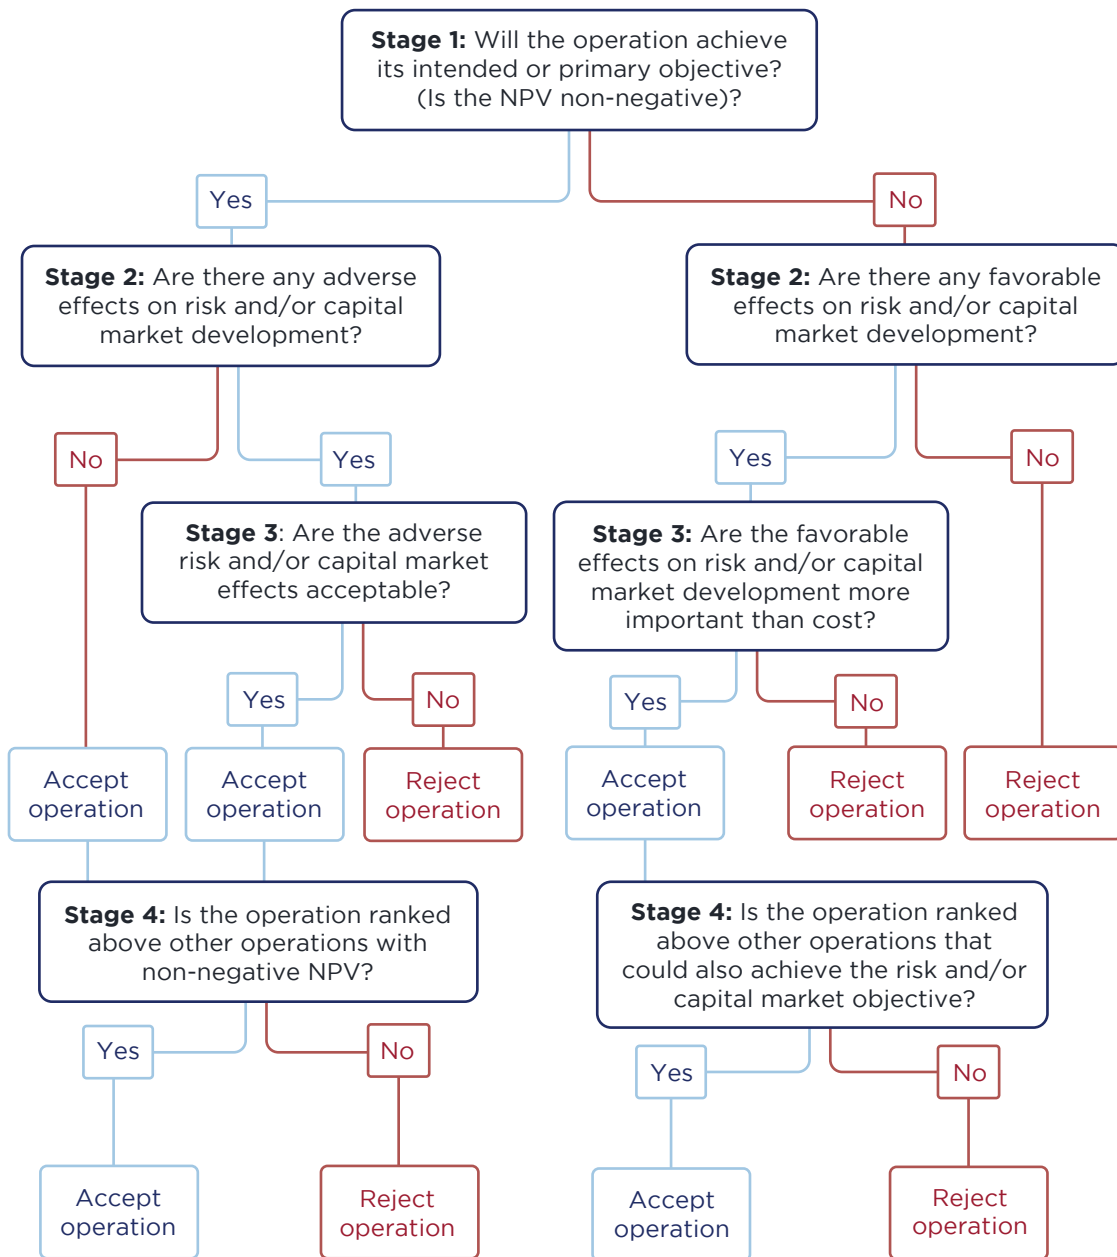 Stage 1: Will the operation achieve
its intended or primary objective?
(Is the NPV non-negative)?
Yes
No
Stage 2: Are there any adverse
effects on risk and/or capital
market development?
Stage 2: Are there any favorable
effects on risk and/or capital
market development?
No
Yes
Yes
No
Stage 3: Are the adverse
risk and/or capital market
effects acceptable?
Stage 3: Are the favorable
effects on risk and/or capital
market development more
important than cost?
Yes
No
Yes
No
Accept
operation
Accept
operation
Reject
operation
Accept
operation
Reject
operation
Reject
operation
Stage 4: Is the operation ranked
above other operations with
non-negative NPV?
Stage 4: Is the operation ranked
above other operations that
could also achieve the risk and/or
capital market objective?
Yes
No
Yes
No
Accept
operation
Reject
operation
Accept
operation
Reject
operation